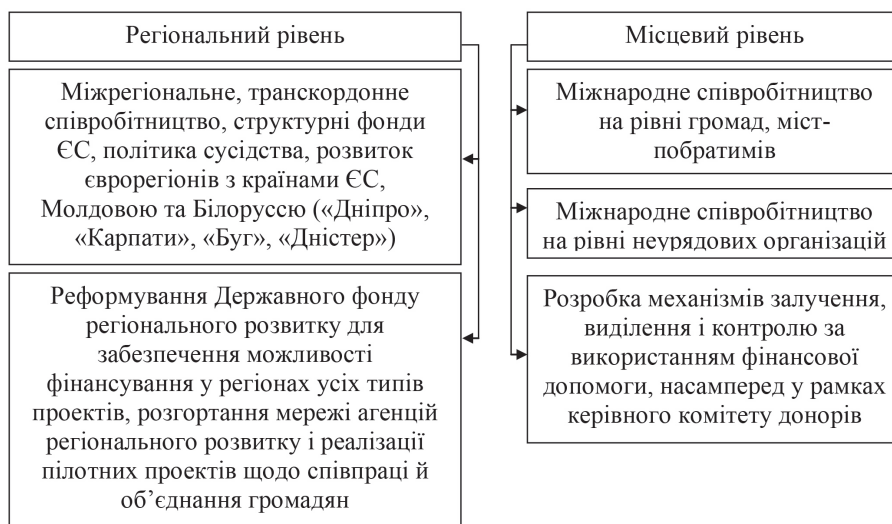 Регіональний рівень
Міжрегіональне, транскордонне
співробітництво, структурні фонди
ЄС, політика сусідства, розвиток
єврорегіонів з країнами ЄС,
Молдовою та Білоруссю («Дніпро»,
«Карпати», «Буг», «Дністер»)
Реформування Державного фонду
регіонального розвитку для
забезпечення можливості
фінансування у регіонах усіх типів
проектів, розгортання мережі агенцій
регіонального розвитку і реалізації
пілотних проектів щодо співпраці й
об’єднання громадян
Місцевий рівень
Міжнародне співробітництво
на рівні громад, міст-
побратимів
Міжнародне співробітництво
на рівні неурядових організацій
Розробка механізмів залучення,
виділення і контролю за
використанням фінансової
допомоги, насамперед у рамках
керівного комітету донорів